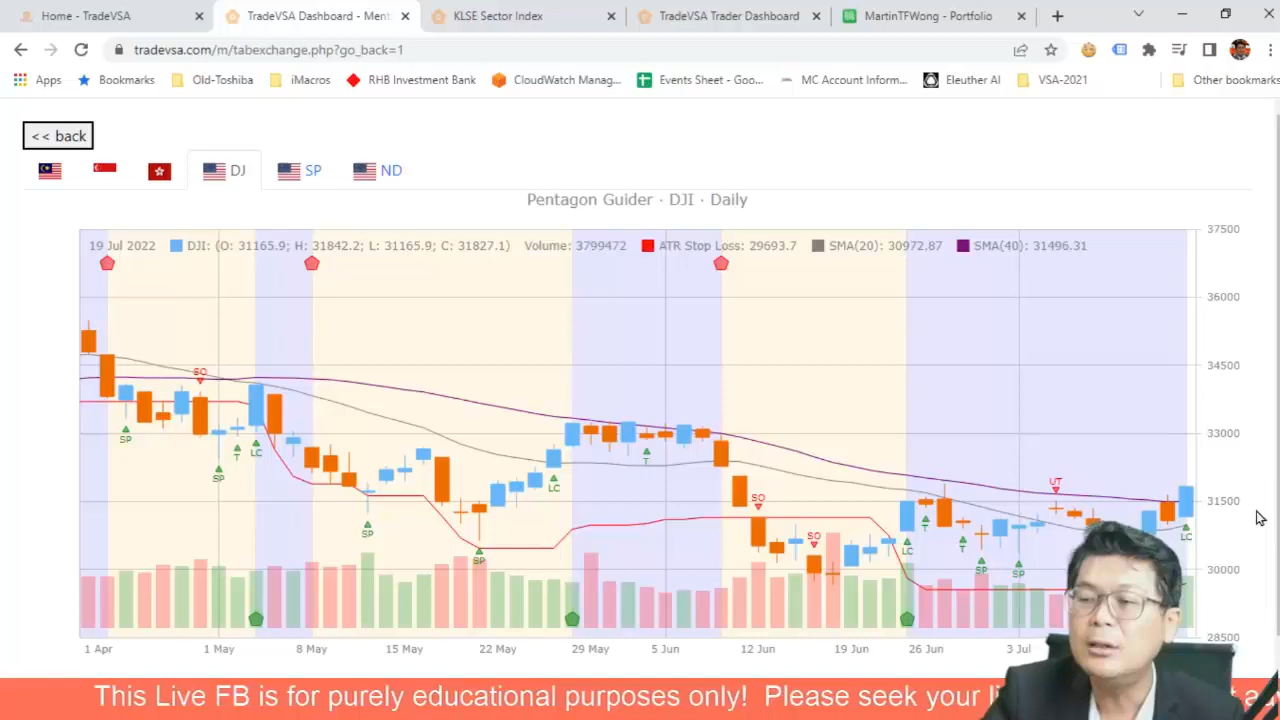 Home - TradeVSA
TradeVSA Dashboard - Ment
KLSE Sector Index
TradeVSA Trader Dashboard
MartinTFWong - Portfolio
tradevsa.com/m/tabexchange.php?go_back=1
Apps Bookmarks Old-Toshiba iMacros RHB Investment Bank CloudWatch Manag... Events Sheet - Goo... MC Account Inform... Eleuther AI VSA-2021 Other bookmarks
<< back
DJ SP ND
Pentagon Guider · DJI · Daily
19 Jul 2022 DJI: (O: 31165.9; H: 31842.2; L: 31165.9; C: 31827.1) Volume: 3799472 ATR Stop Loss: 29693.7 SMA(20): 30972.87 SMA(40): 31496.31
37500
36000
34500
33000
31500
30000
28500
SO
SP
SP
T
LC
SP
SP
LC
T
SO
SO
LC
T
T
SP
SP
UT
LC
1 Apr 1 May 8 May 15 May 22 May 29 May 5 Jun 12 Jun 19 Jun 26 Jun 3 Jul
This Live FB is for purely educational purposes only! Please seek your li